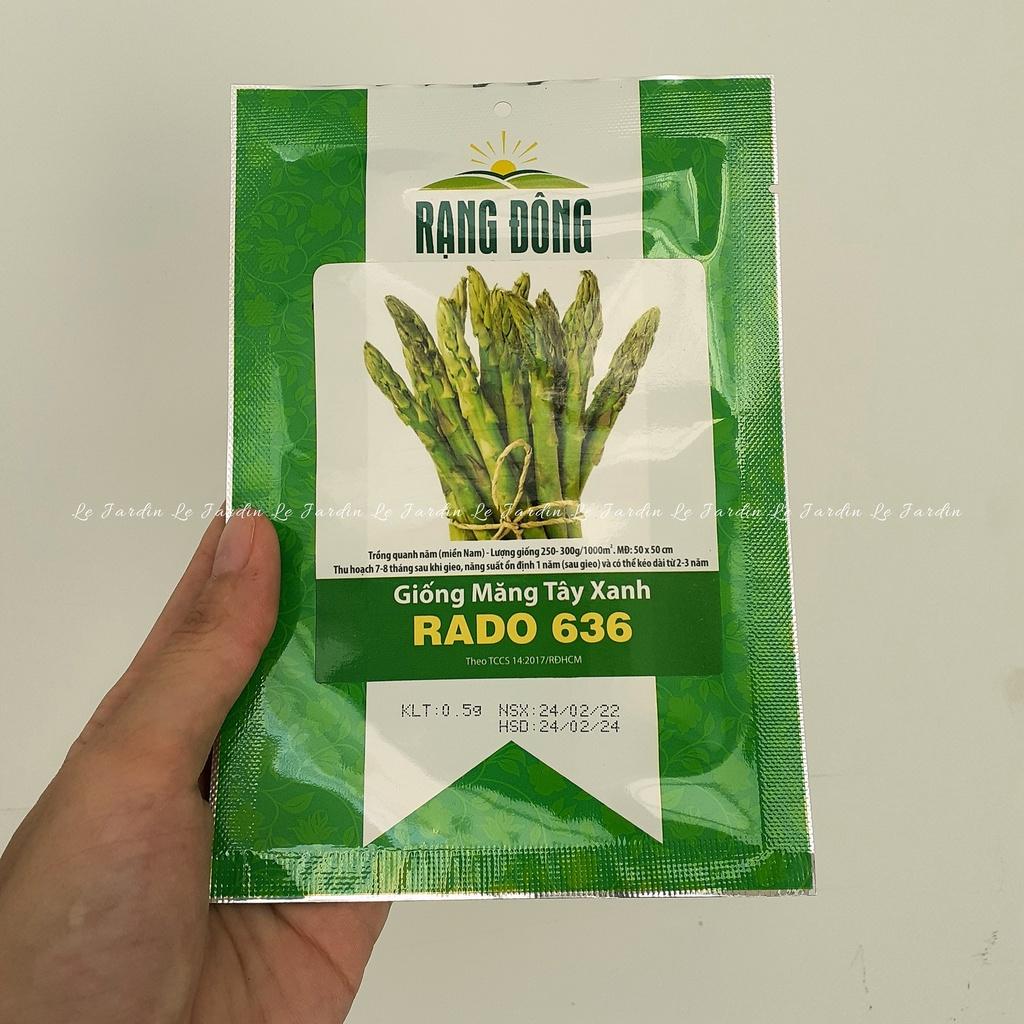 RẠNG ĐÔNG
Le Jardin Le Jardin Le Jardin Le Jardin Le Jardin Le Jardin Le Jardin Le Jardin Le Jardin
Trồng quanh năm (miền Nam) - Lượng giống 250- 300g/1000m². MĐ: 50 x 50 cm
Thu hoạch 7-8 tháng sau khi gieo, năng suất ổn định 1 năm (sau gieo) và có thể kéo dài từ 2-3 năm
Giống Măng Tây Xanh
RADO 636
Theo TCCS 14:2017/RĐHCM
KLT:0.5g NSX:24/02/22
HSD:24/02/24